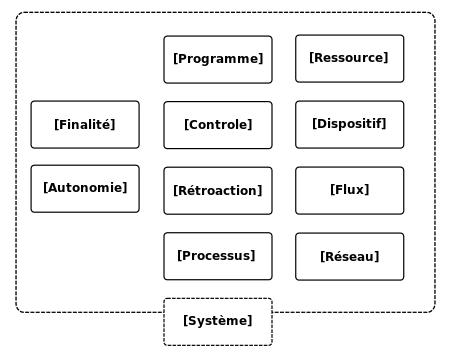 [Programme]
[Ressource]
[Finalité]
[Controle]
[Dispositif]
[Autonomie]
[Rétroaction]
[Flux]
[Processus]
[Réseau]
[Système]